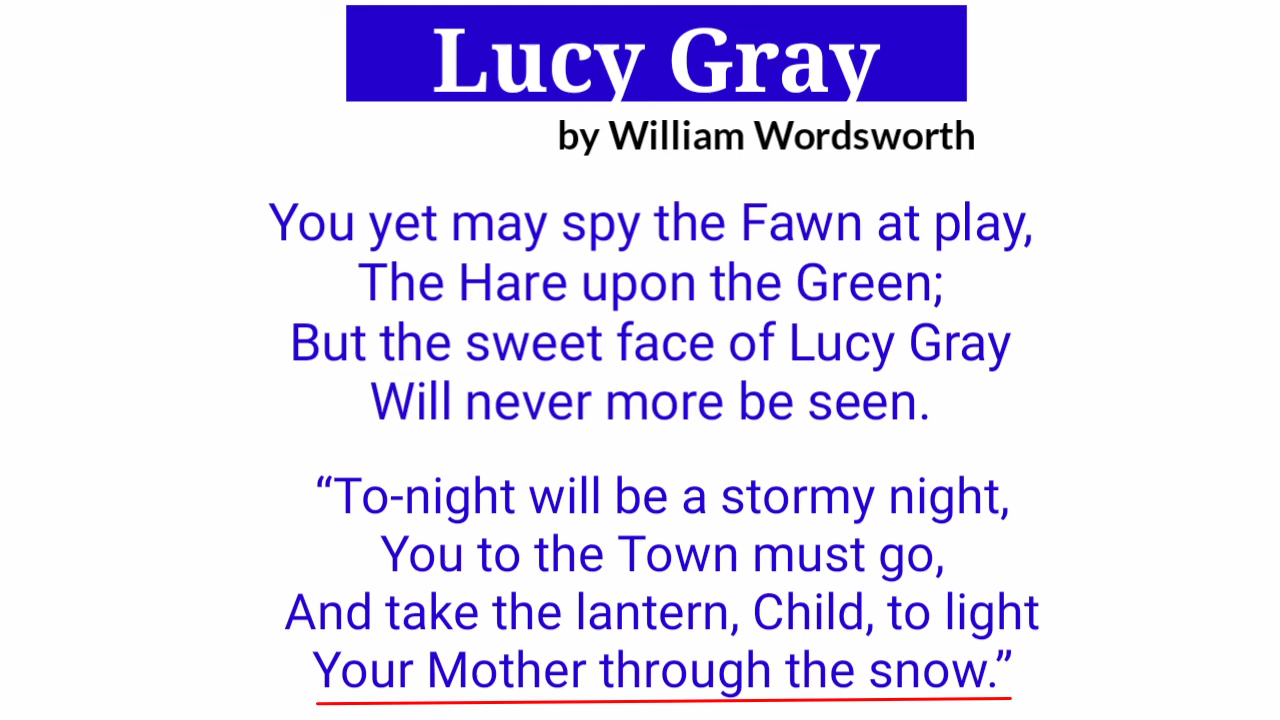 Lucy Gray
by William Wordsworth
You yet may spy the Fawn at play,
The Hare upon the Green;
But the sweet face of Lucy Gray
Will never more be seen.
“To-night will be a stormy night,
You to the Town must go,
And take the lantern, Child, to light
Your Mother through the snow.”